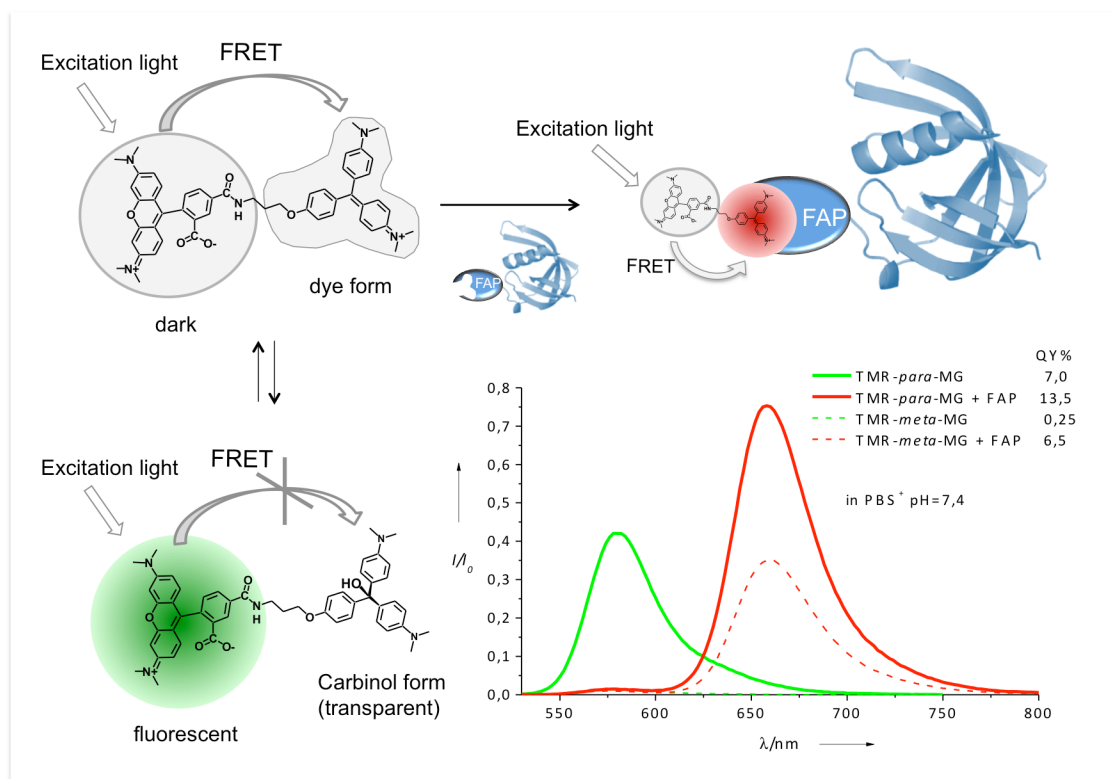 FRET
Excitation light
dark
dye form
Excitation light
FAP
FRET
FAP
Excitation light
FRET
fluorescent
Carbinol form
(transparent)
QY%
TMR-para-MG 7,0
TMR-para-MG + FAP 13,5
TMR-meta-MG 0,25
TMR-meta-MG + FAP 6,5
in PBS+ pH=7,4
I/I0
0,8
0,7
0,6
0,5
0,4
0,3
0,2
0,1
0,0
550 600 650 700 750 800
λ/nm
N
O
N+
O
C
N
H
C
O O-
O
N
N+
N
O
N+
O
C
N
H
C
O O-
O
HO
N
N